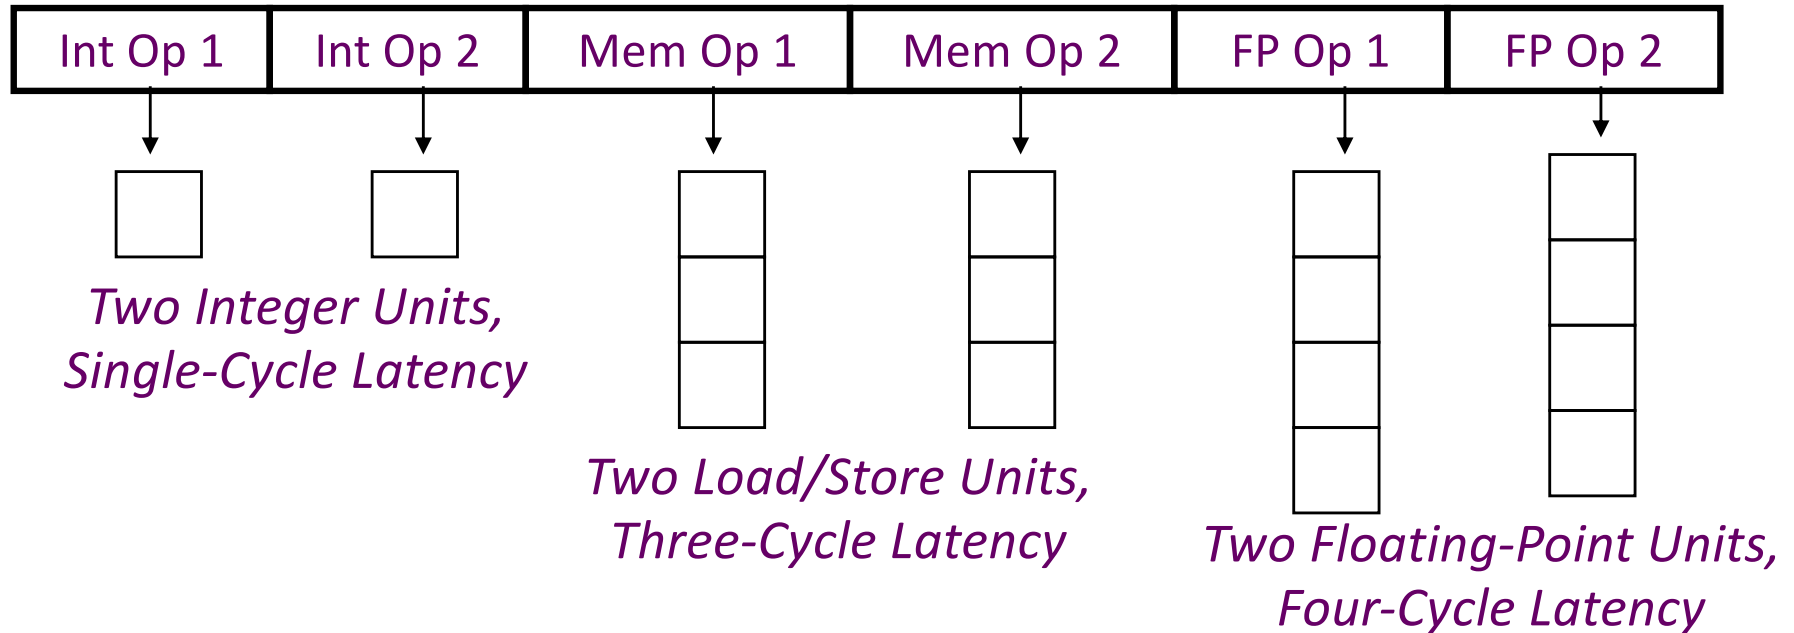 Int Op 1 Int Op 2 Mem Op 1 Mem Op 2 FP Op 1 FP Op 2
Two Integer Units,
Single-Cycle Latency
Two Load/Store Units,
Three-Cycle Latency
Two Floating-Point Units,
Four-Cycle Latency